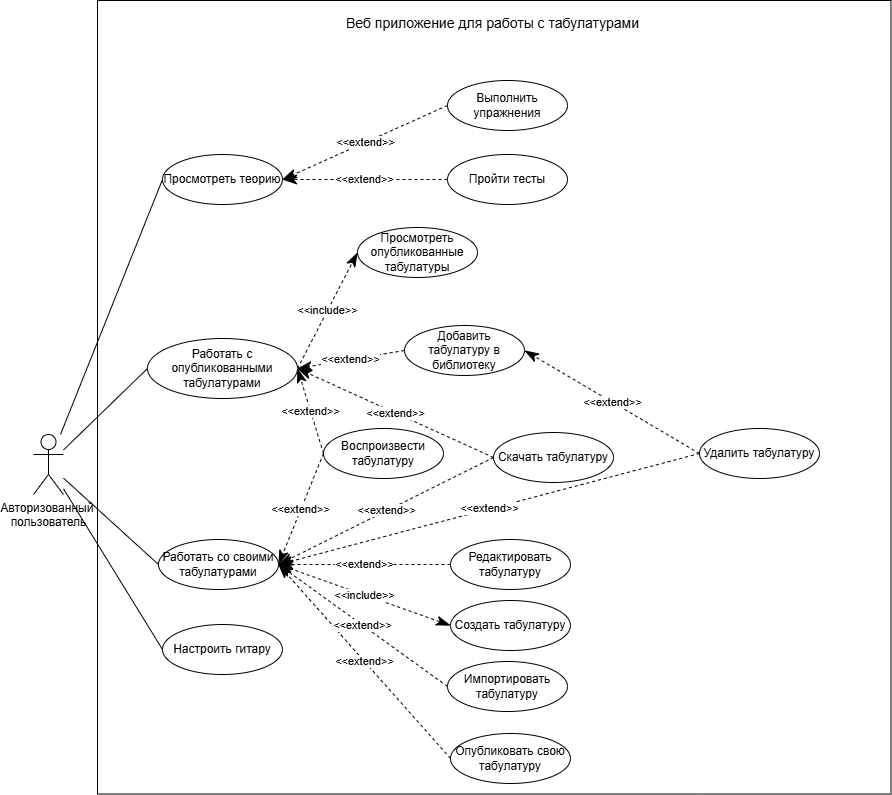 Веб приложение для работы с табулатурами
Выполнить
упражнения
<<extend>>
Просмотреть теорию
<<extend>>
Пройти тесты
Просмотреть
опубликованные
табулатуры
<<include>>
Работать с
опубликованными
табулатурами
<<extend>>
Добавить
табулатуру в
библиотеку
<<extend>>
<<extend>>
<<extend>>
Воспроизвести
табулатуру
Скачать табулатуру
Удалить табулатуру
Авторизованный
пользователь
<<extend>>
<<extend>>
<<extend>>
Работать со своими
табулатурами
<<extend>>
Редактировать
табулатуру
<<include>>
Создать табулатуру
<<extend>>
Настроить гитару
<<extend>>
Импортировать
табулатуру
Опубликовать свою
табулатуру